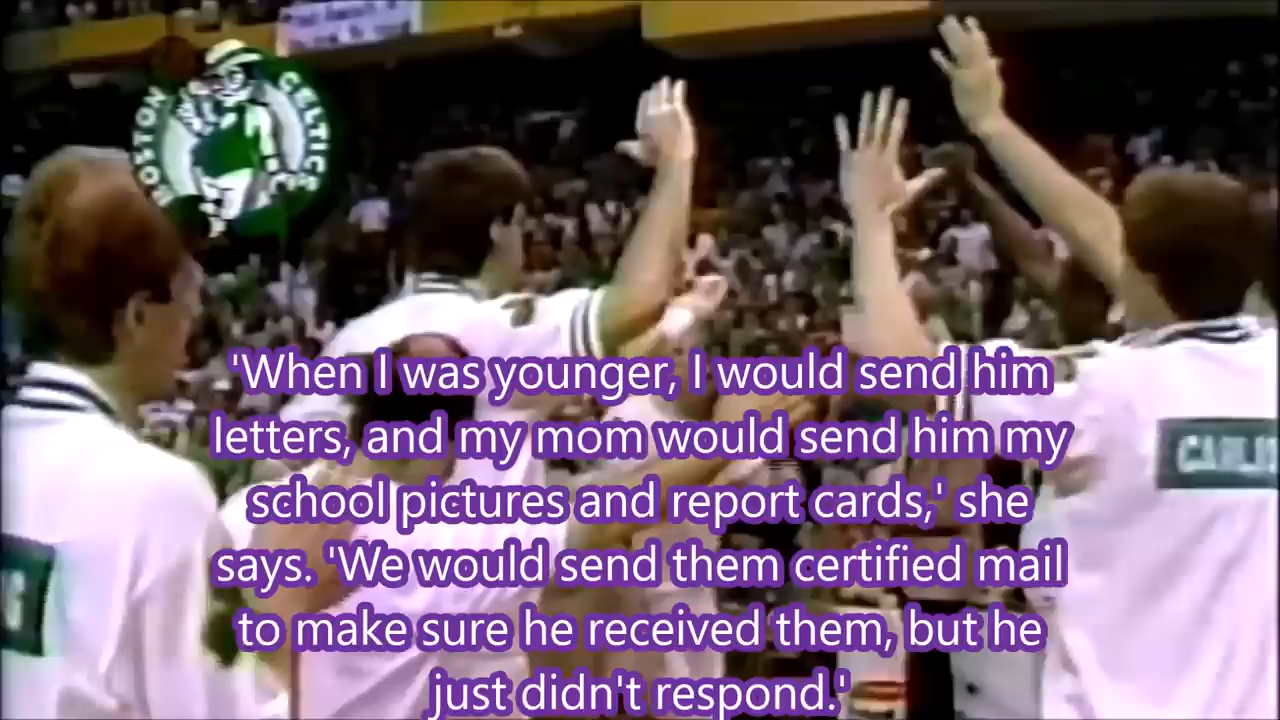 BOSTON CELTICS
'When I was younger, I would send him
letters, and my mom would send him my
school pictures and report cards,' she
says. 'We would send them certified mail
to make sure he received them, but he
just didn't respond.'